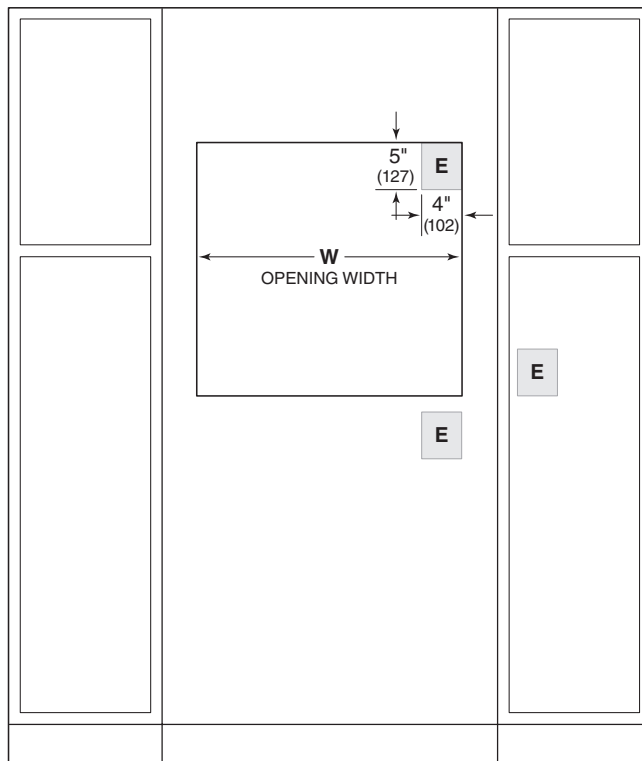 5"
(127)
E
4"
(102)
W
OPENING WIDTH
E
E